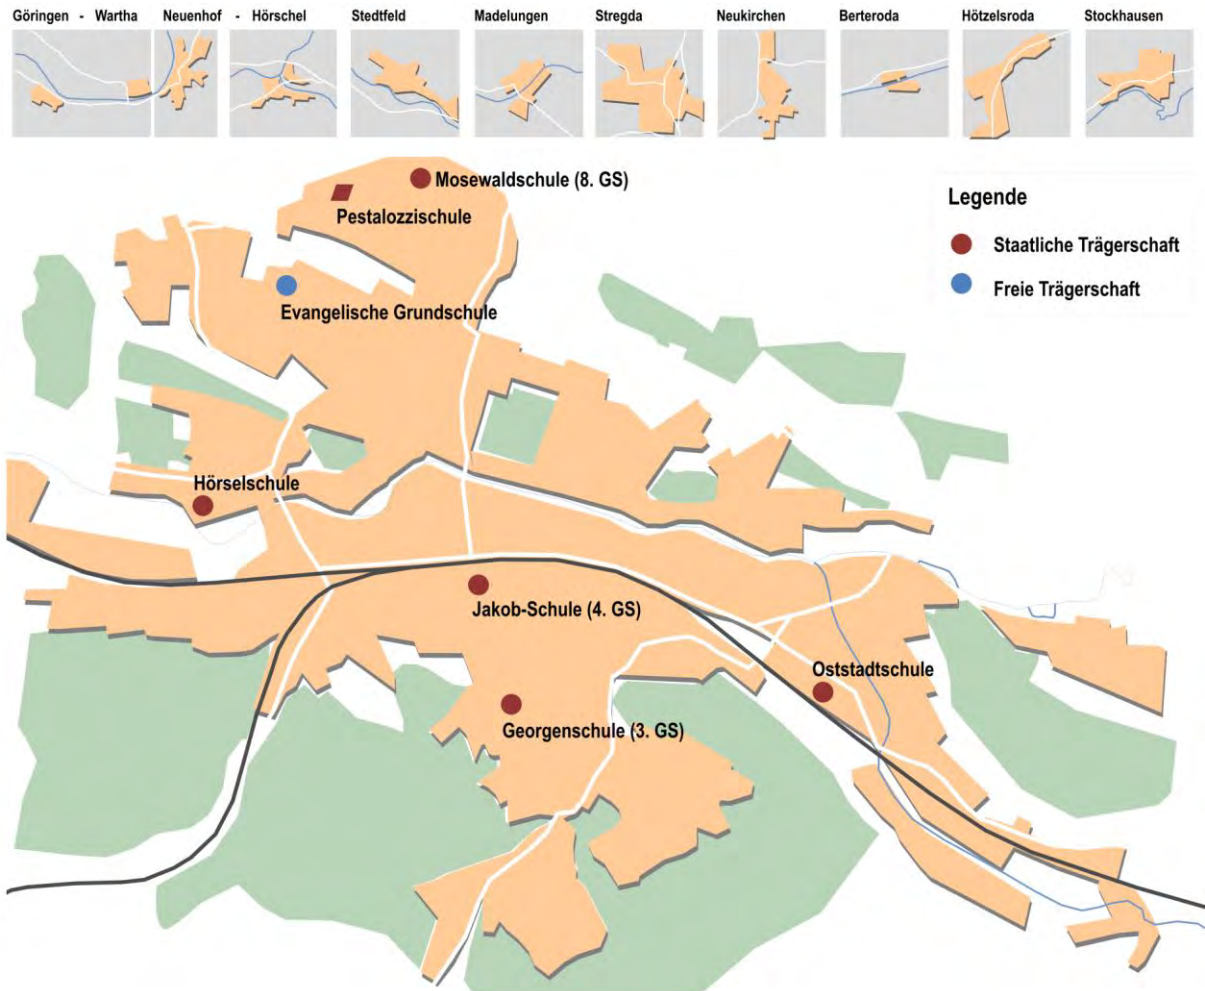 Göringen - Wartha Neuenhof - Hörschel Stedtfeld Madelungen Stregda Neukirchen Berteroda Hötzelsroda Stockhausen
Mosewaldschule (8. GS)
Pestalozzischule
Legende
Staatliche Trägerschaft
Freie Trägerschaft
Evangelische Grundschule
Hörselschule
Jakob-Schule (4. GS)
Oststadtschule
Georgenschule (3. GS)